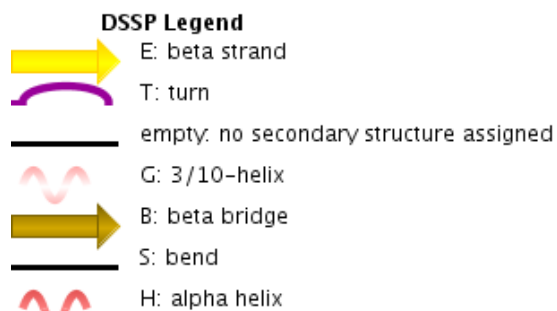 DSSP Legend
E: beta strand
T: turn
empty: no secondary structure assigned
G: 3/10-helix
B: beta bridge
S: bend
H: alpha helix